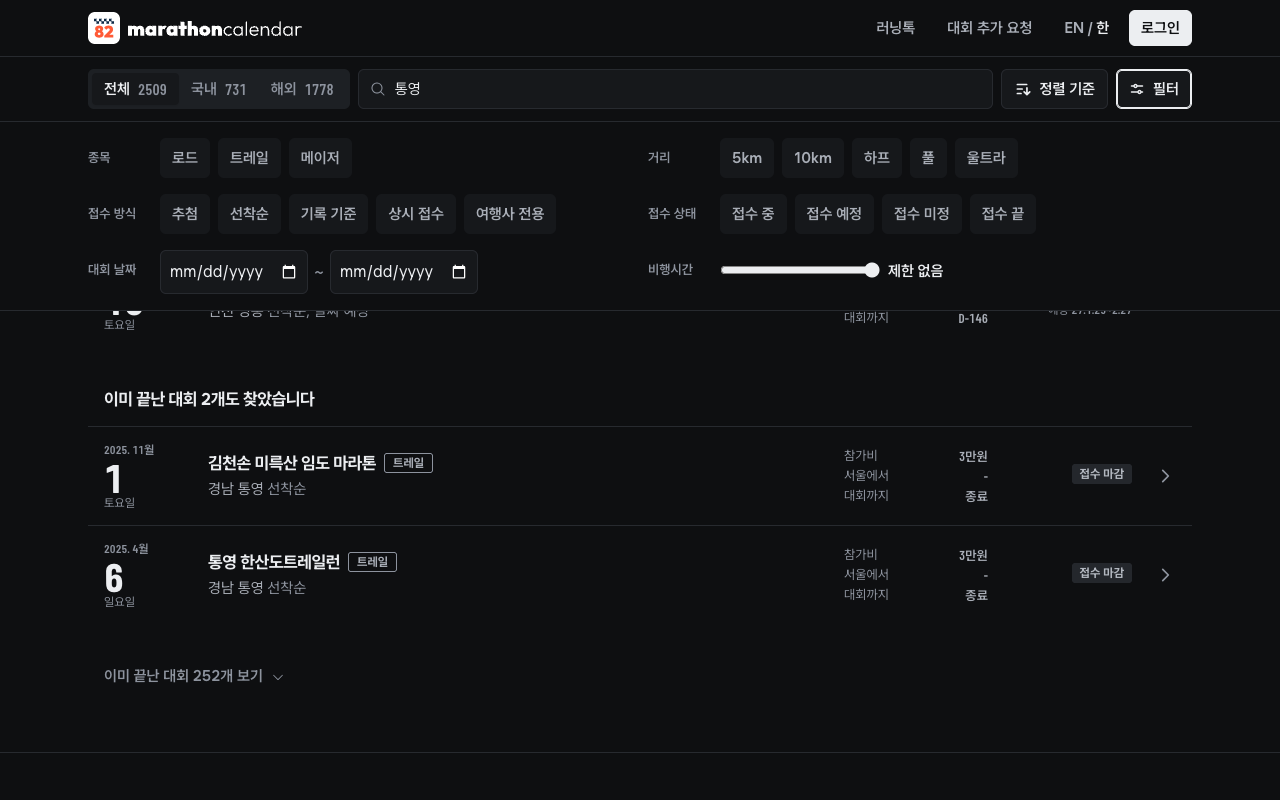 82 marathoncalendar
러닝톡 대회 추가 요청 EN / 한 로그인
전체 2509 국내 731 해외 1778 통영 정렬 기준 필터
종목 로드 트레일 메이저
거리 5km 10km 하프 풀 울트라
접수 방식 추첨 선착순 기록 기준 상시 접수 여행사 전용
접수 상태 접수 중 접수 예정 접수 미정 접수 끝
대회 날짜 mm/dd/yyyy ~ mm/dd/yyyy
비행시간 제한 없음
토요일
대회까지 D-146
이미 끝난 대회 2개도 찾았습니다
2025. 11월
1
토요일
김천손 미륵산 임도 마라톤 트레일
경남 통영 선착순
참가비 3만원
서울에서 -
대회까지 종료
접수 마감
2025. 4월
6
일요일
통영 한산도트레일런 트레일
경남 통영 선착순
참가비 3만원
서울에서 -
대회까지 종료
접수 마감
이미 끝난 대회 252개 보기